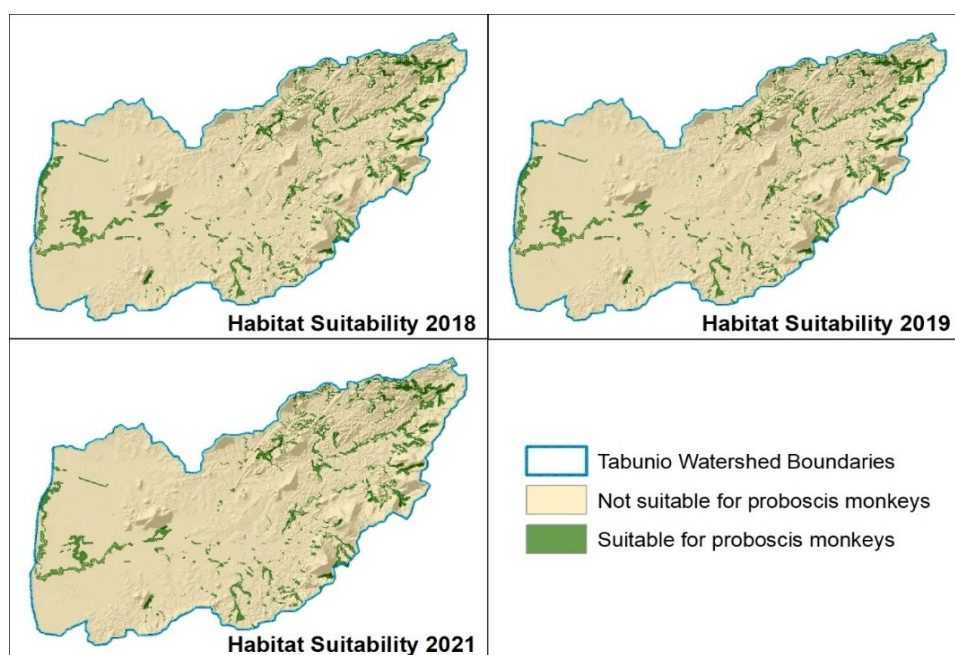 Habitat Suitability 2018
Habitat Suitability 2019
Habitat Suitability 2021
Tabunio Watershed Boundaries
Not suitable for proboscis monkeys
Suitable for proboscis monkeys